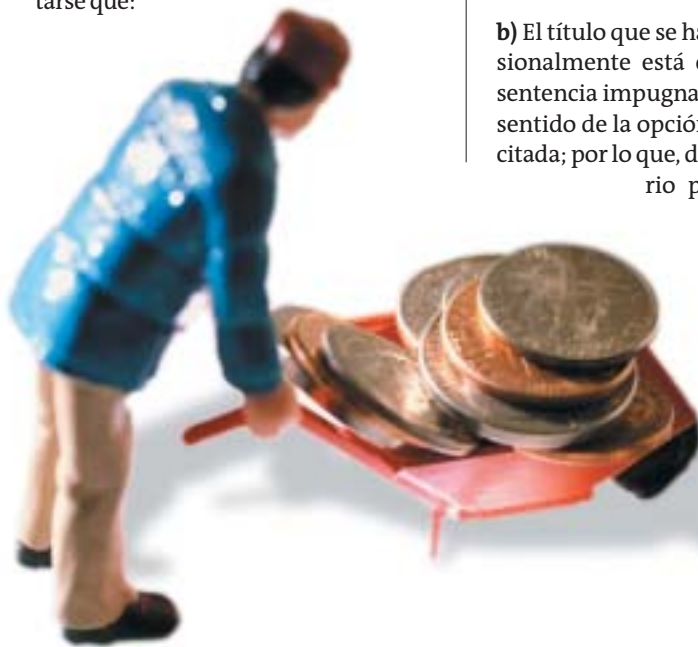 tarse que:
b) El título que se ha
sionalmente está
sentencia impugna
sentido de la opción
citada; por lo que, d
rio p